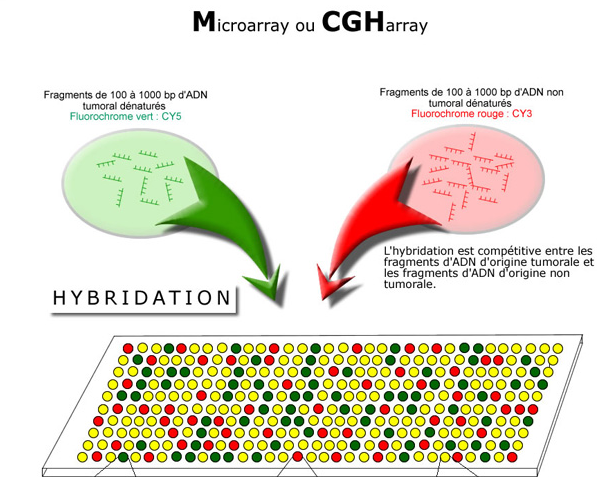 Microarray ou CGHarray
Fragments de 100 à 1000 bp d'ADN
tumoral dénaturés
Fluorochrome vert : CY5
Fragments de 100 à 1000 bp d'ADN non
tumoral dénaturés
Fluorochrome rouge : CY3
L'hybridation est compétitive entre les
fragments d'ADN d'origine tumorale et
les fragments d'ADN d'origine non
tumorale.
HYBRIDATION